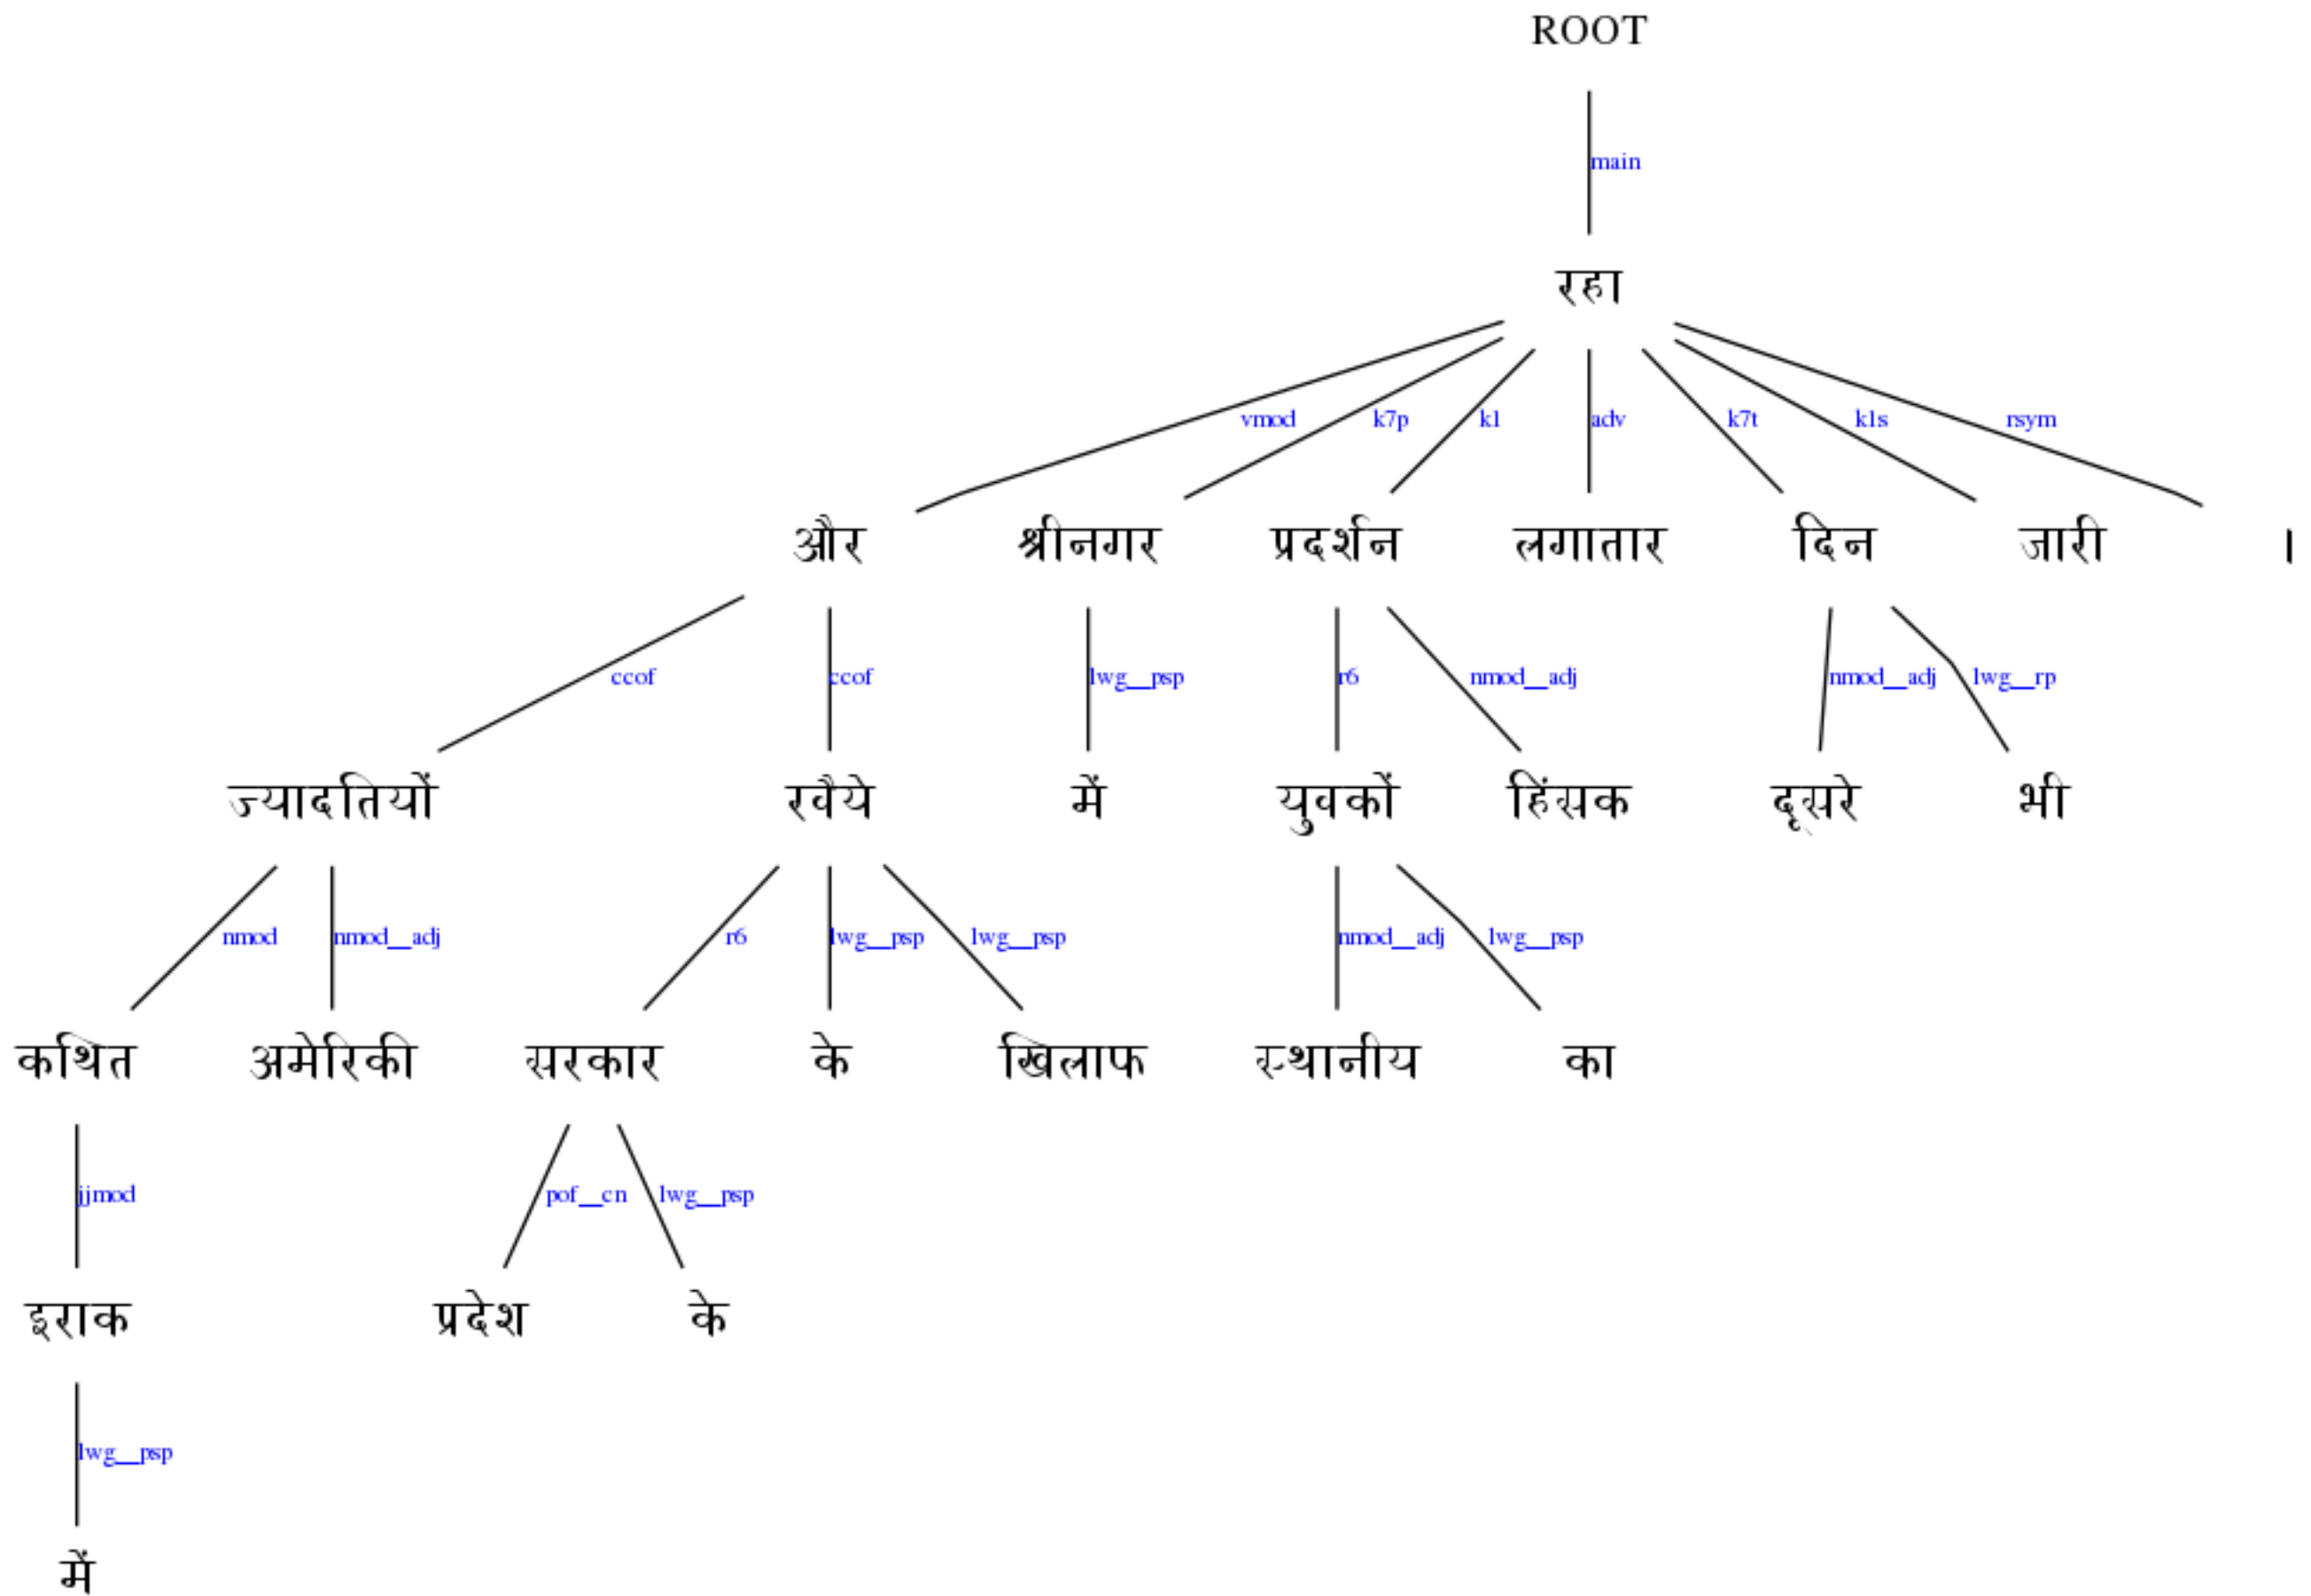 ROOT
main
रहा
vmod k7p k1 adv k7t k1s rsym
और श्रीनगर प्रदर्शन लगातार दिन जारी ।
ccof ccof lwg__psp r6 nmod__adj nmod__adj lwg__rp
ज्यादतियों रवैये में युवकों हिंसक दूसरे भी
nmod nmod__adj r6 lwg__psp lwg__psp nmod__adj lwg__psp
कथित अमेरिकी सरकार के खिलाफ स्थानीय का
jjmod pof__cn lwg__psp
इराक प्रदेश के
lwg__psp
में